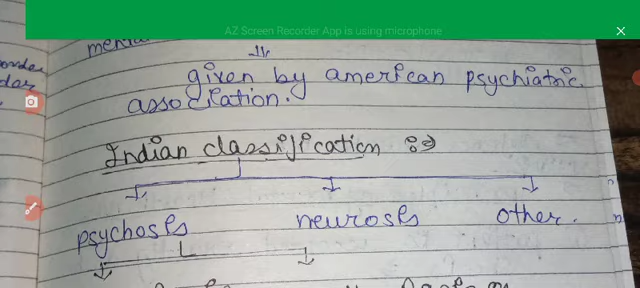 AZ Screen Recorder App is using microphone
given by american psychiatric
association.
Indian classification :⇒
psychoses neuroses other.